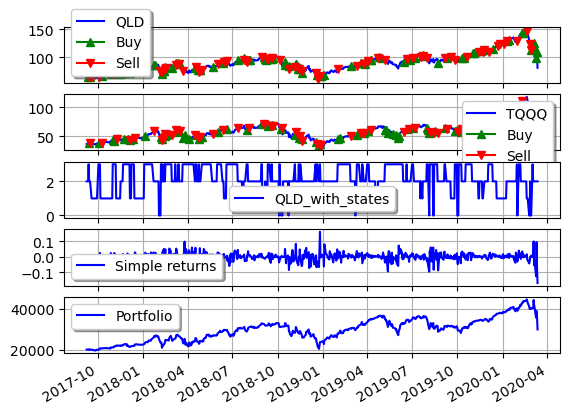 QLD
Buy
Sell
150
100
TQQQ
Buy
Sell
100
50
QLD_with_states
2
0
Simple returns
0.1
0.0
−0.1
Portfolio
40000
20000
2017-10
2018-01
2018-04
2018-07
2018-10
2019-01
2019-04
2019-07
2019-10
2020-01
2020-04